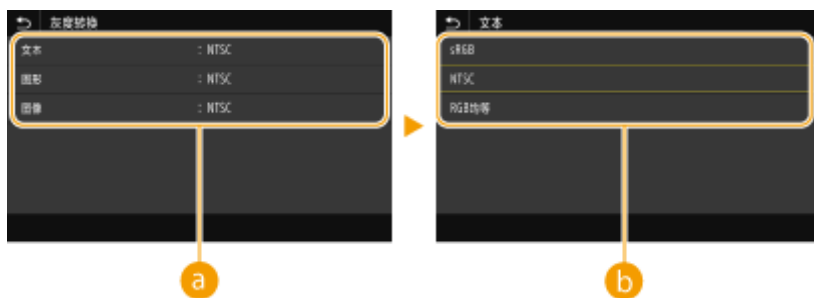 灰度转换
文本 : NTSC
图形 : NTSC
图像 : NTSC
a
文本
sRGB
NTSC
RGB均等
b